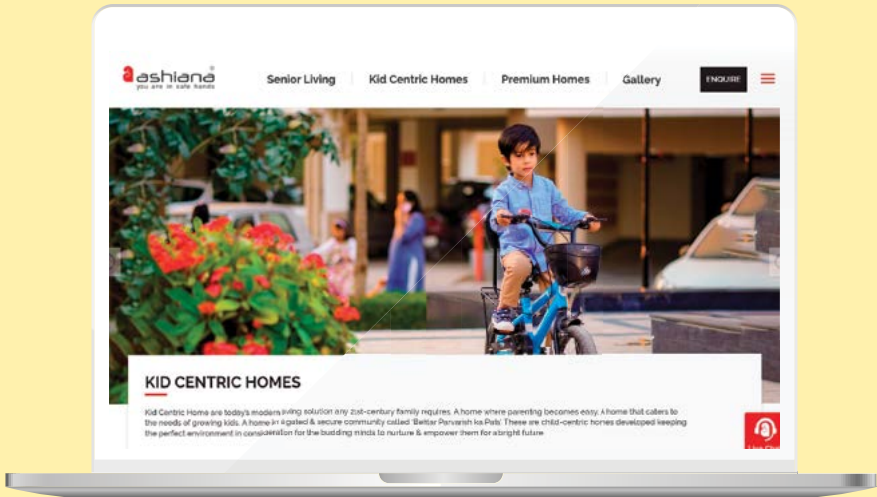 ashiana
you are in safe hands
Senior Living
Kid Centric Homes
Premium Homes
Gallery
ENQUIRE
KID CENTRIC HOMES
Kid Centric Home are today's modern living solution any 21st-century family requires. A home where parenting becomes easy. A home that caters to
the needs of growing kids. A home in a gated & secure community called 'Behtar Parvarish ka Pata'. These are child-centric homes developed keeping
the perfect environment in consideration for the budding minds to nurture & empower them for a bright future